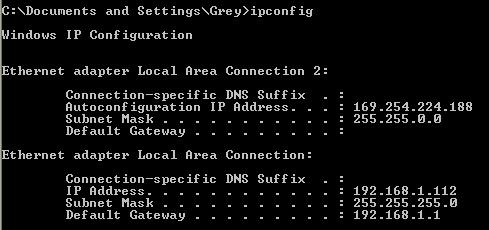 C:\Documents and Settings\Grey>ipconfig
Windows IP Configuration
Ethernet adapter Local Area Connection 2:
Connection-specific DNS Suffix . :
Autoconfiguration IP Address. . . : 169.254.224.188
Subnet Mask . . . . . . . . . . . : 255.255.0.0
Default Gateway . . . . . . . . . :
Ethernet adapter Local Area Connection:
Connection-specific DNS Suffix . :
IP Address. . . . . . . . . . . . : 192.168.1.112
Subnet Mask . . . . . . . . . . . : 255.255.255.0
Default Gateway . . . . . . . . . : 192.168.1.1